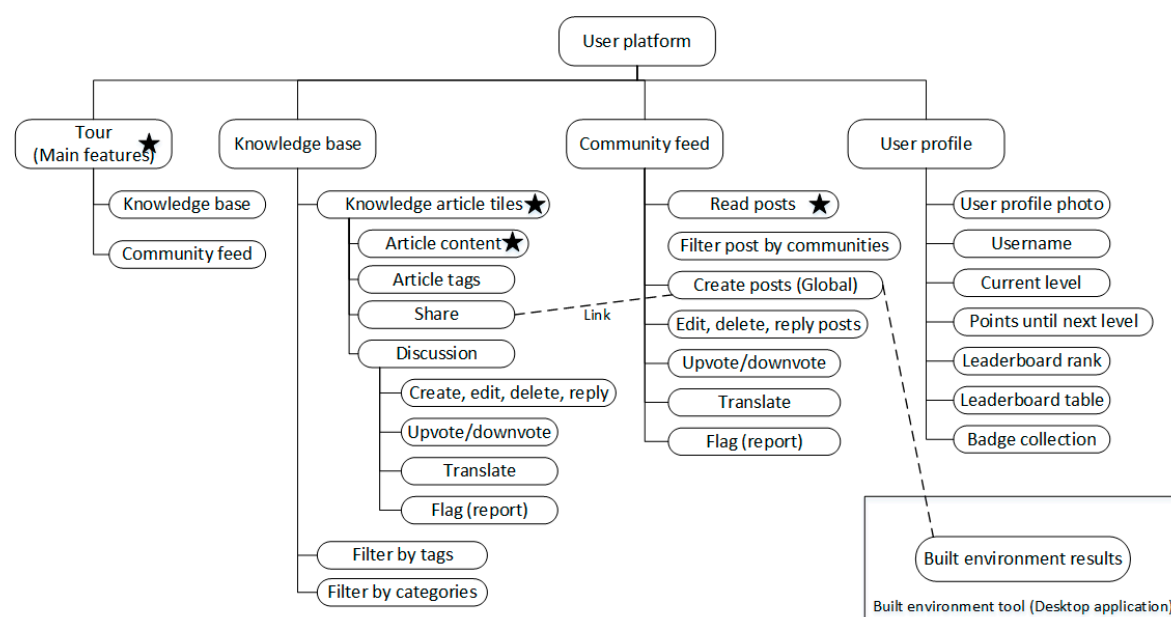 User platform
Tour
(Main features)
Knowledge base
Community feed
User profile
Knowledge base
Community feed
Knowledge article tiles
Article content
Article tags
Share
Discussion
Create, edit, delete, reply
Upvote/downvote
Translate
Flag (report)
Filter by tags
Filter by categories
Link
Read posts
Filter post by communities
Create posts (Global)
Edit, delete, reply posts
Upvote/downvote
Translate
Flag (report)
User profile photo
Username
Current level
Points until next level
Leaderboard rank
Leaderboard table
Badge collection
Built environment results
Built environment tool (Desktop application)